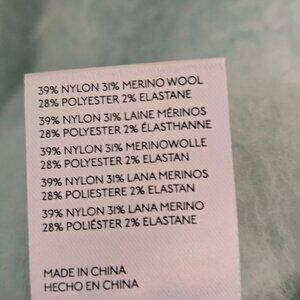 39% NYLON 31% MERINO WOOL
28% POLYESTER 2% ELASTANE
39% NYLON 31% LAINE MÉRINOS
28% POLYESTER 2% ÉLASTHANNE
39% NYLON 31% MERINOWOLLE
28% POLYESTER 2% ELASTAN
39% NYLON 31% LANA MERINOS
28% POLIESTERE 2% ELASTAN
39% NYLON 31% LANA MERINO
28% POLIÉSTER 2% ELASTANE
MADE IN CHINA
HECHO EN CHINA